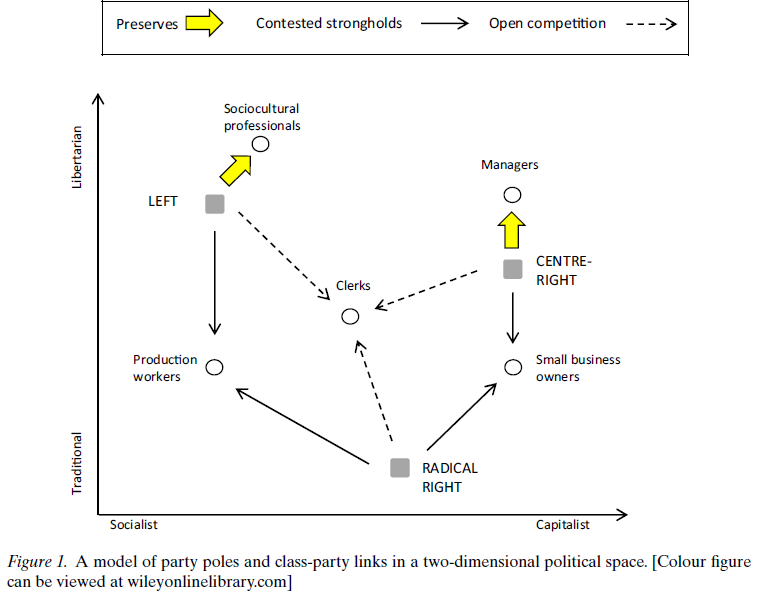 Preserves Contested strongholds Open competition
Libertarian
Traditional
Sociocultural
professionals
Managers
LEFT
CENTRE-
RIGHT
Clerks
Production
workers
Small business
owners
RADICAL
RIGHT
Socialist Capitalist
Figure 1. A model of party poles and class-party links in a two-dimensional political space. [Colour figure
can be viewed at wileyonlinelibrary.com]